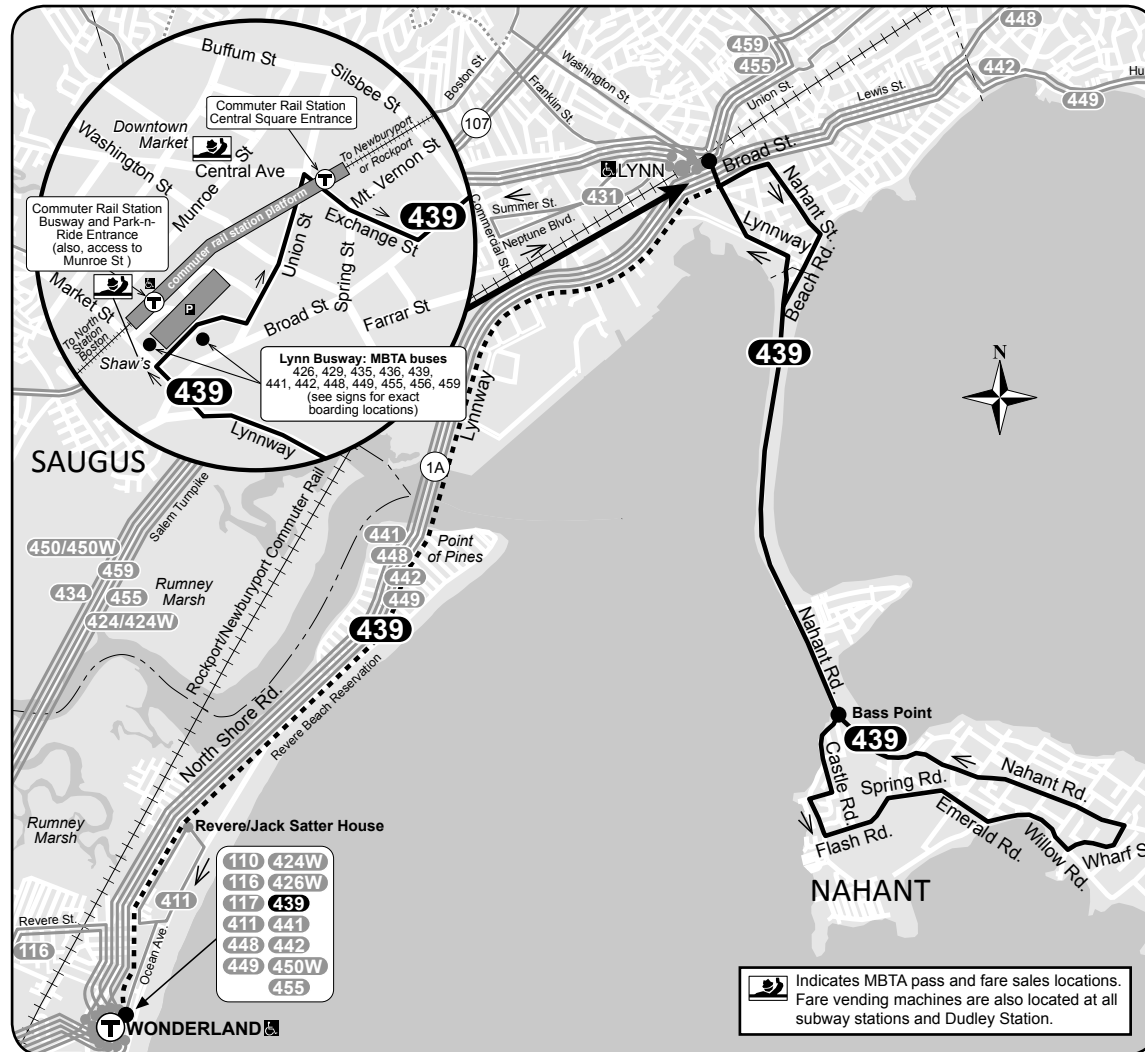 Buffum St
Silsbee St
Commuter Rail Station
Central Square Entrance
Downtown
Market
Washington St
Munroe St
Central Ave
To Newburyport
or Rockport
Mt. Vernon St
Commuter Rail Station
Busway and Park-n-
Ride Entrance
(also, access to
Munroe St )
T
commuter rail station platform
Union St
Exchange St
439
Spring St
Market St
T
P
Broad St
Farrar St
To North
Station
Boston
Shaw's
439
Lynn Busway: MBTA buses
426, 429, 435, 436, 439,
441, 442, 448, 449, 455, 456, 459
(see signs for exact
boarding locations)
Lynnway
Boston St.
107
Franklin St.
Washington St.
459
455
Union St.
Lewis St.
448
442
449
Hu
LYNN
Broad St.
431
Summer St.
Neptune Blvd.
Commercial St.
Nahant St.
Lynnway
Beach Rd.
439
N
SAUGUS
Salem Turnpike
Rockport/Newburyport Commuter Rail
1A
Lynnway
450/450W
459
434
455
424/424W
Rumney
Marsh
441
448
442
449
439
Point
of Pines
North Shore Rd.
Revere Beach Reservation
Nahant Rd.
Bass Point
439
Castle Rd.
Spring Rd.
Nahant Rd.
Flash Rd.
Emerald Rd.
Willow Rd.
Wharf S
NAHANT
Rumney
Marsh
Revere/Jack Satter House
110 424W
116 426W
117 439
411 441
448 442
449 450W
455
411
Revere St.
116
Ocean Ave.
T WONDERLAND
Indicates MBTA pass and fare sales locations.
Fare vending machines are also located at all
subway stations and Dudley Station.